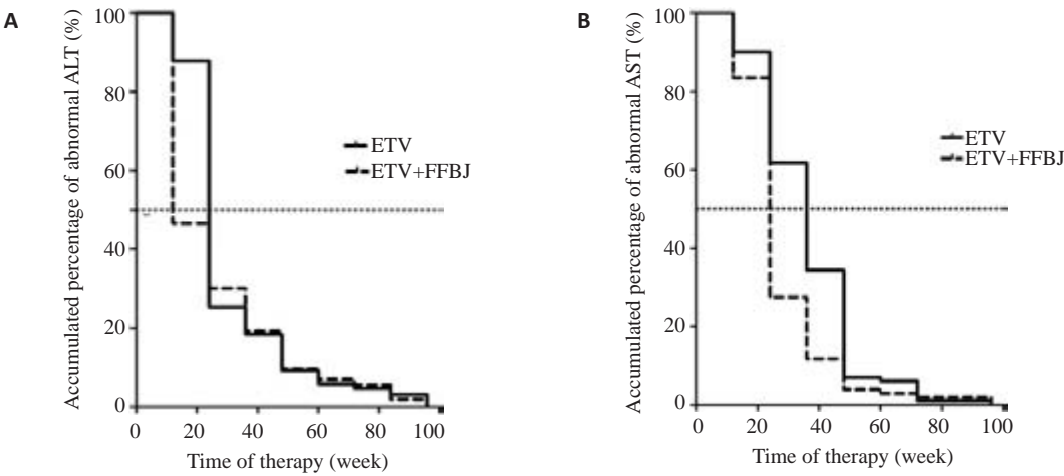 A
Accumulated percentage of abnormal ALT (%)
100
80
60
40
20
0
ETV
ETV+FFBJ
0 20 40 60 80 100
Time of therapy (week)
B
Accumulated percentage of abnormal AST (%)
100
80
60
40
20
0
ETV
ETV+FFBJ
0 20 40 60 80 100
Time of therapy (week)